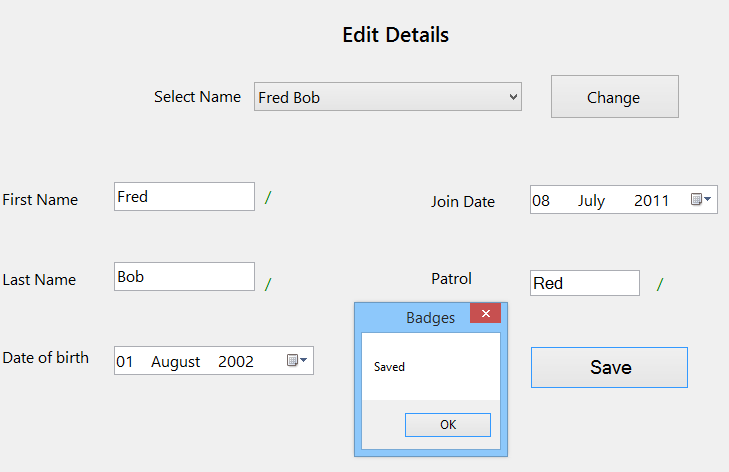 Edit Details
Select Name Fred Bob Change
First Name Fred / Join Date 08 July 2011
Last Name Bob / Patrol Red /
Badges
Date of birth 01 August 2002 Save
Saved
OK